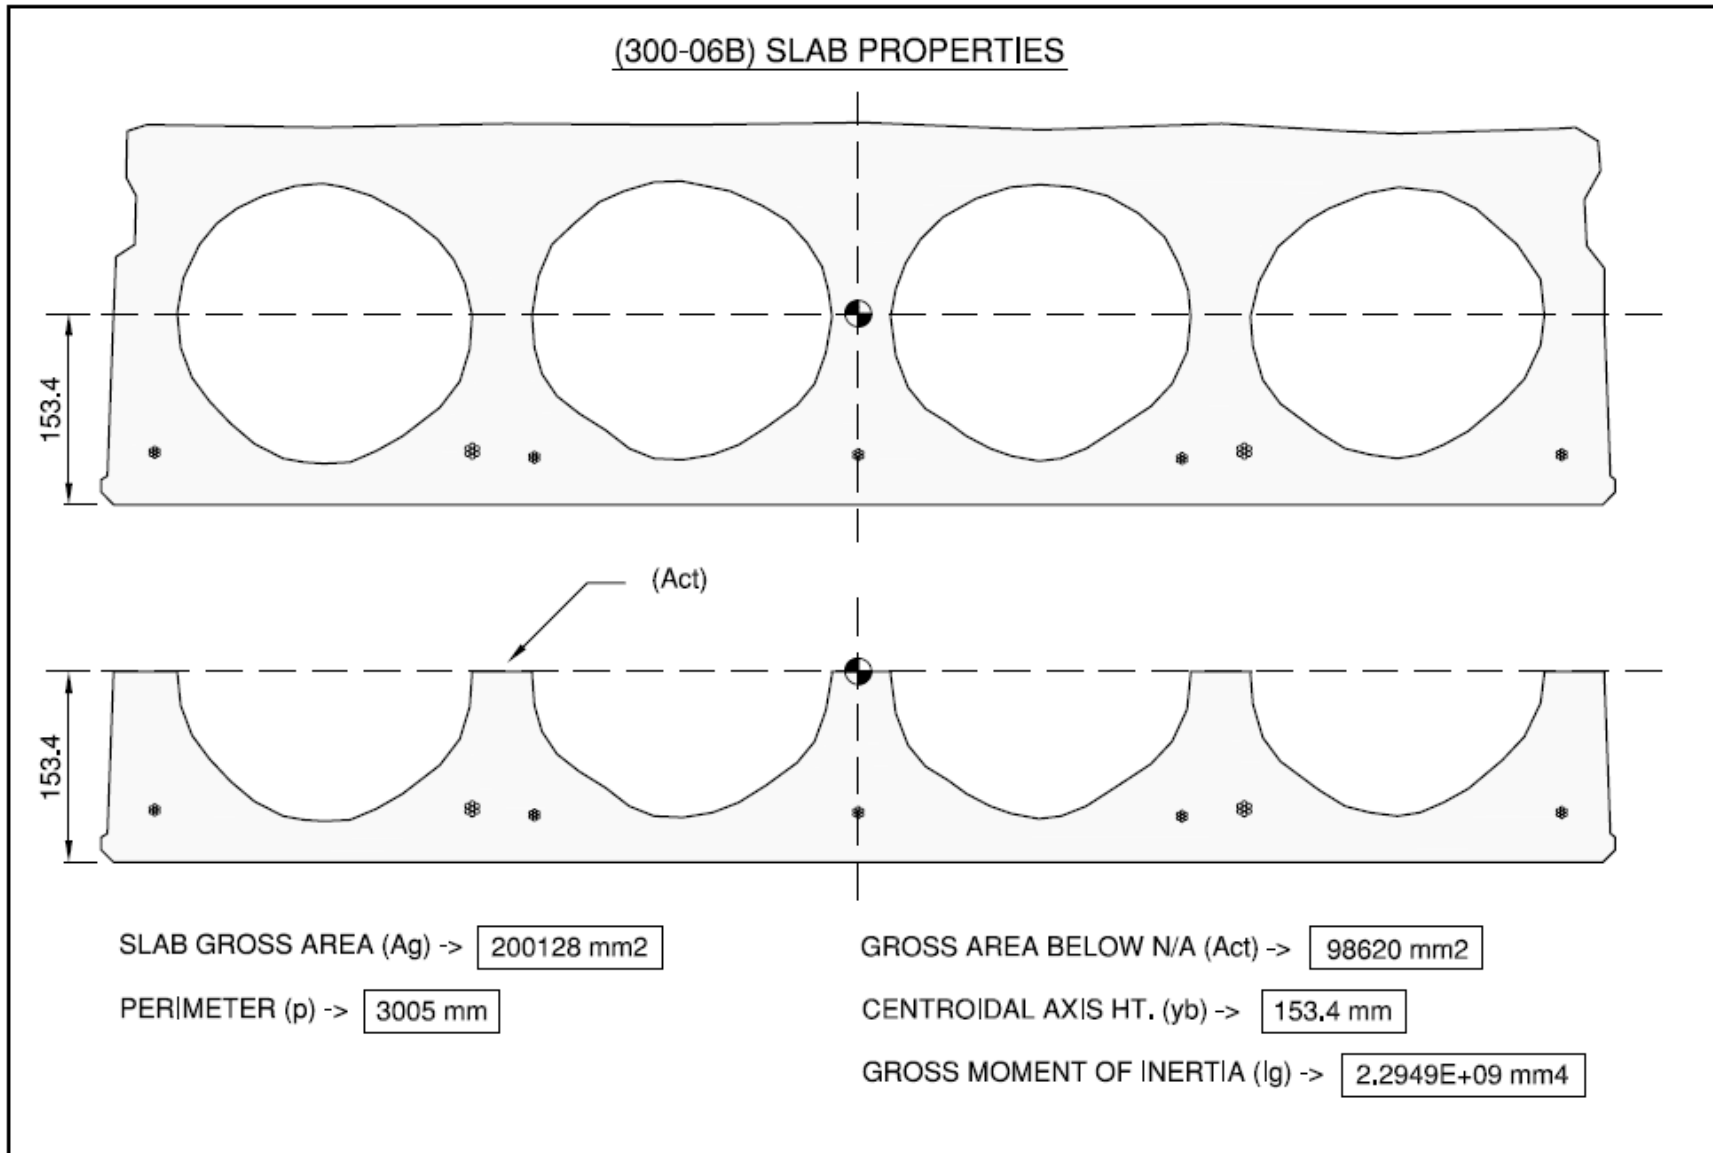 (300-06B) SLAB PROPERTIES
153.4
(Act)
153.4
SLAB GROSS AREA (Ag) -> 200128 mm2
GROSS AREA BELOW N/A (Act) -> 98620 mm2
PERIMETER (p) -> 3005 mm
CENTROIDAL AXIS HT. (yb) -> 153.4 mm
GROSS MOMENT OF INERTIA (Ig) -> 2.2949E+09 mm4